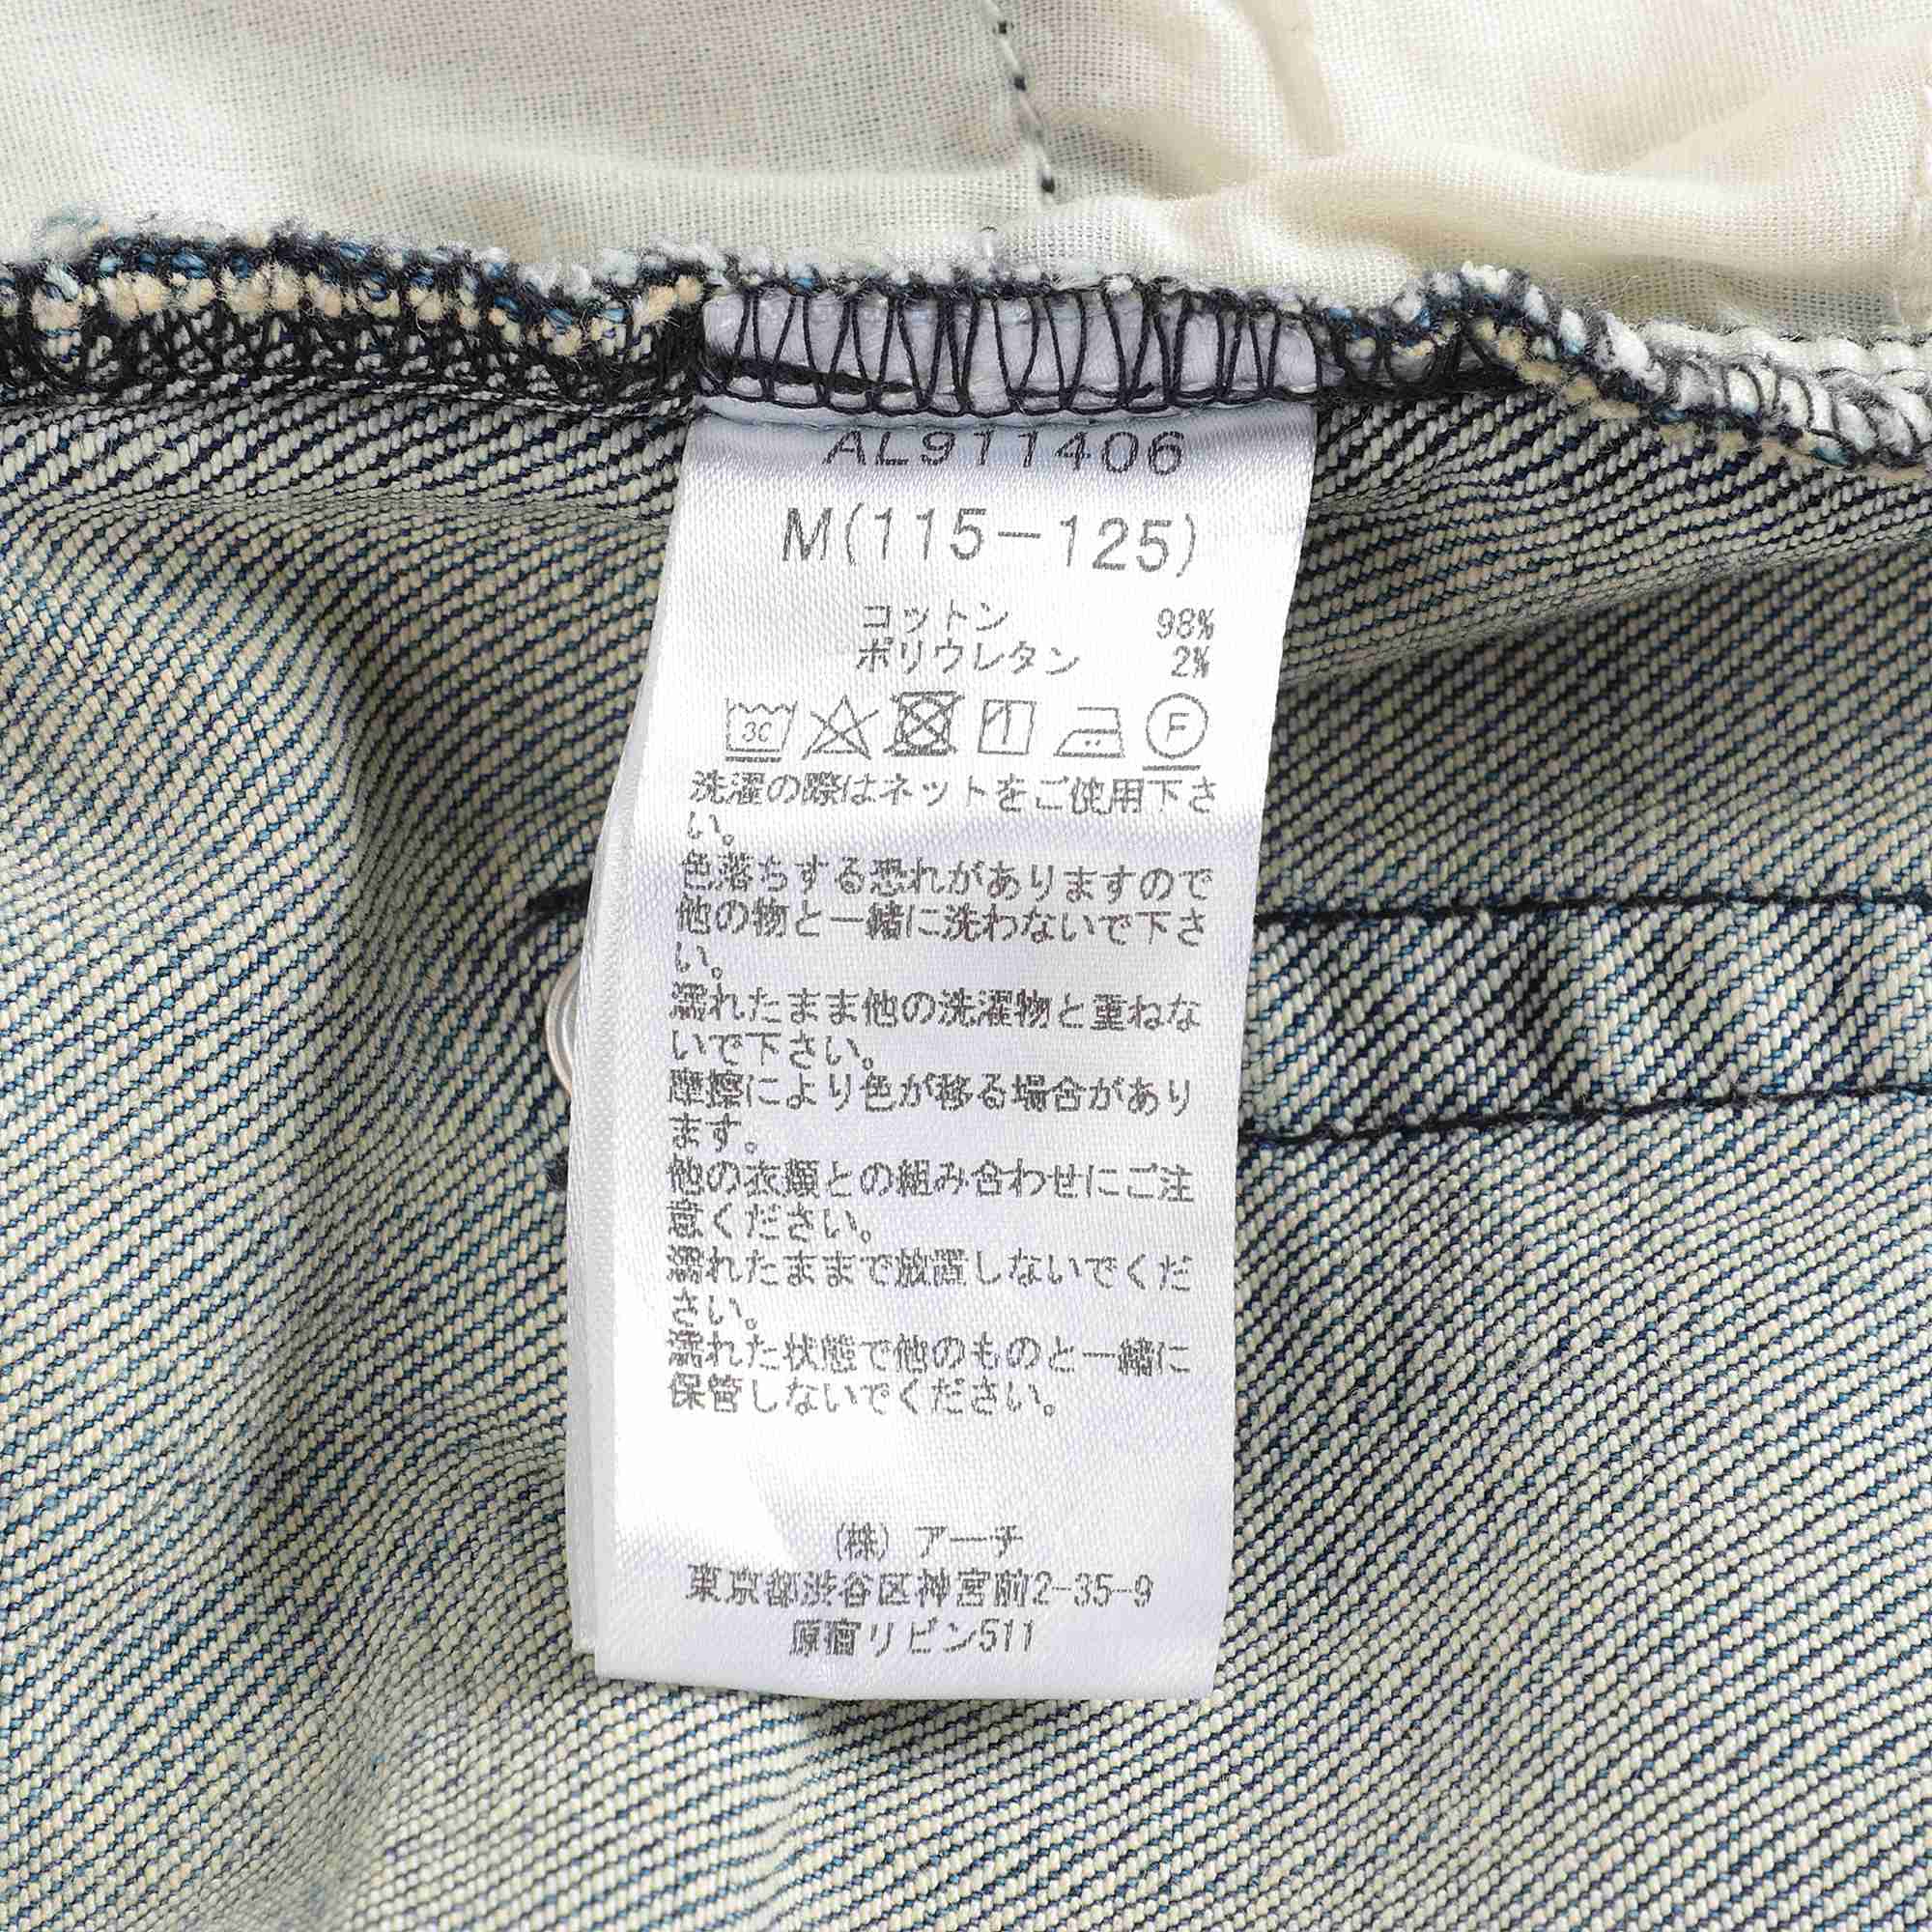 AL911406
M(115-125)
コットン 98%
ポリウレタン 2%
30
F
洗濯の際はネットをご使用下さ
い。
色落ちする恐れがありますので
他の物と一緒に洗わないで下さ
い。
濡れたまま他の洗濯物と重ねな
いで下さい。
摩擦により色が移る場合があり
ます。
他の衣類との組み合わせにご注
意ください。
濡れたままで放置しないでくだ
さい。
濡れた状態で他のものと一緒に
保管しないでください。
(株) アーチ
東京都渋谷区神宮前2-35-9
原宿リビン511